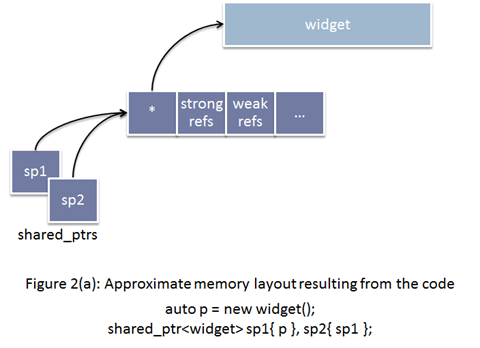 widget
*
strong
refs
weak
refs
...
sp1
sp2
shared_ptrs
Figure 2(a): Approximate memory layout resulting from the code
auto p = new widget();
shared_ptr<widget> sp1{ p }, sp2{ sp1 };